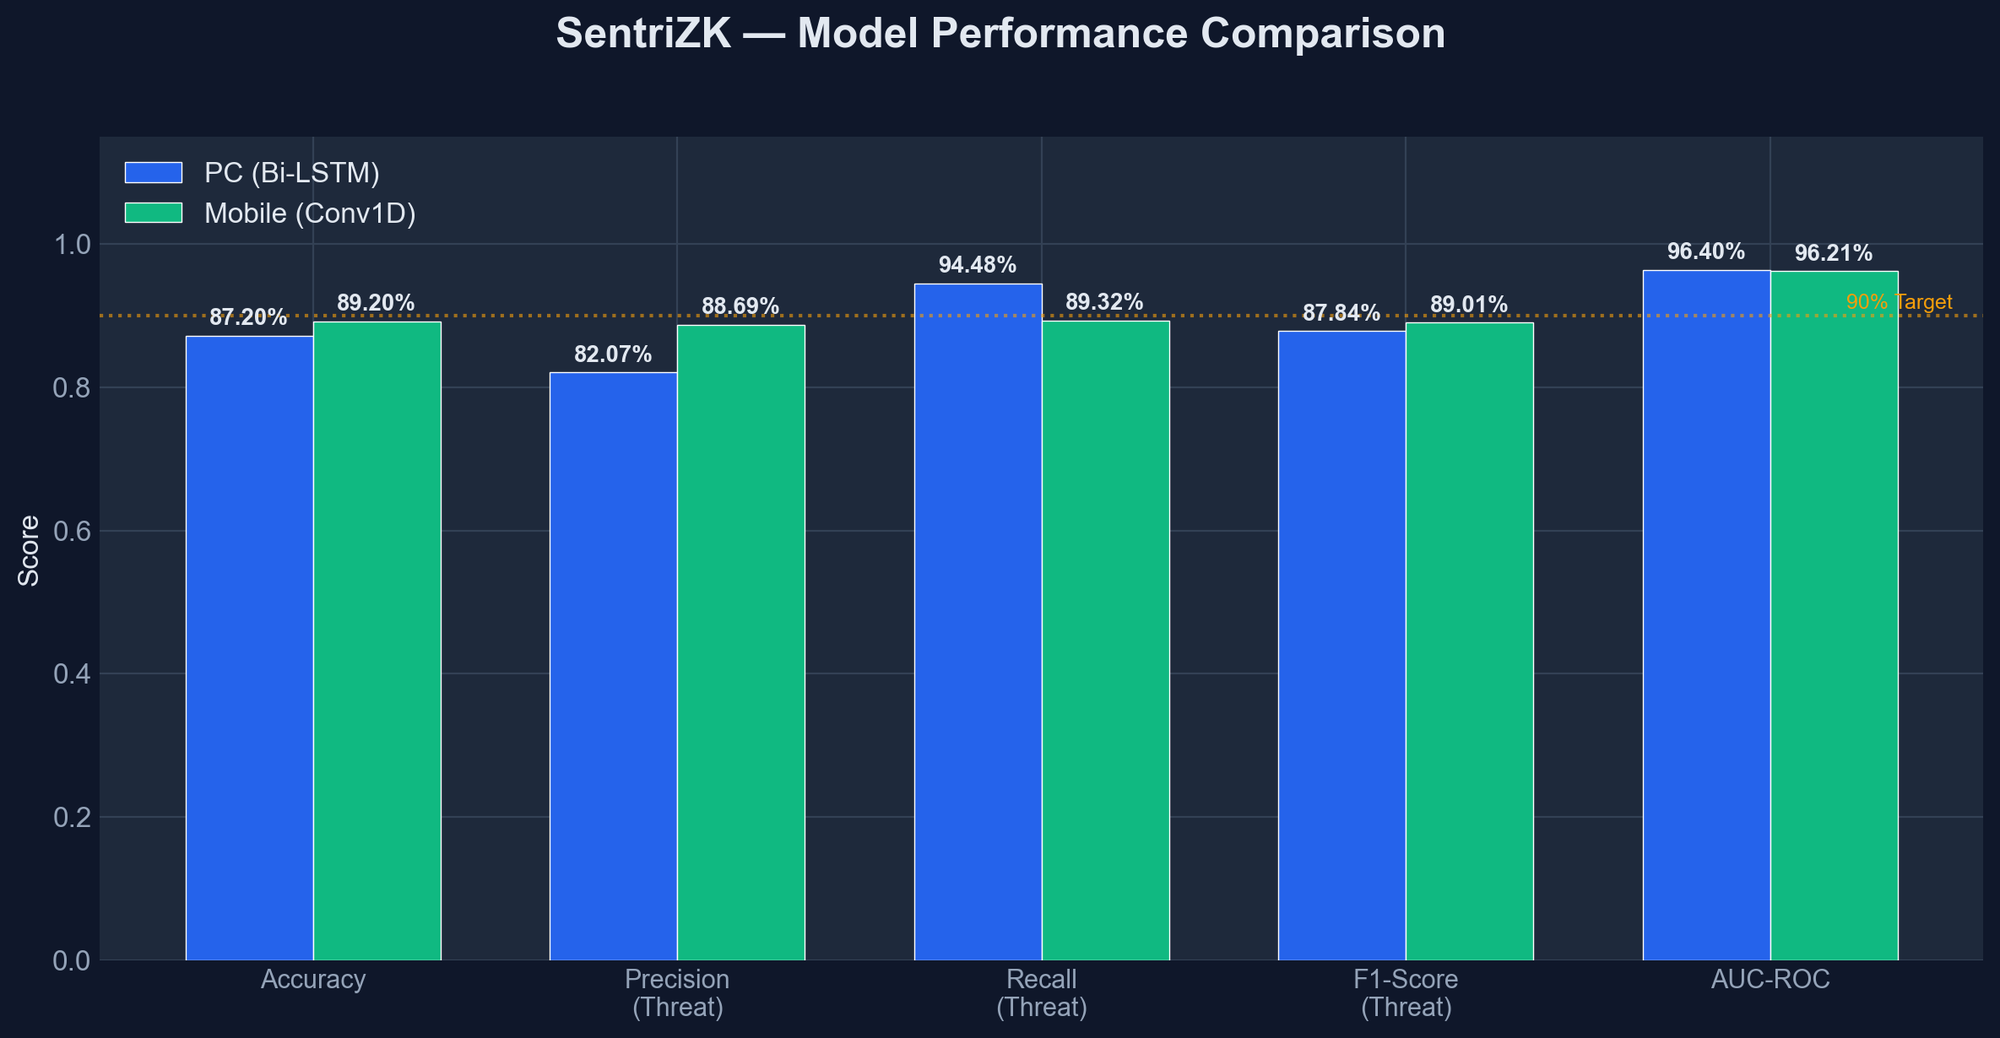 SentriZK — Model Performance Comparison
PC (Bi-LSTM)
Mobile (Conv1D)
1.0
0.8
0.6
0.4
0.2
0.0
Score
87.20%
89.20%
82.07%
88.69%
94.48%
89.32%
87.84%
89.01%
96.40%
96.21%
90% Target
Accuracy
Precision
(Threat)
Recall
(Threat)
F1-Score
(Threat)
AUC-ROC